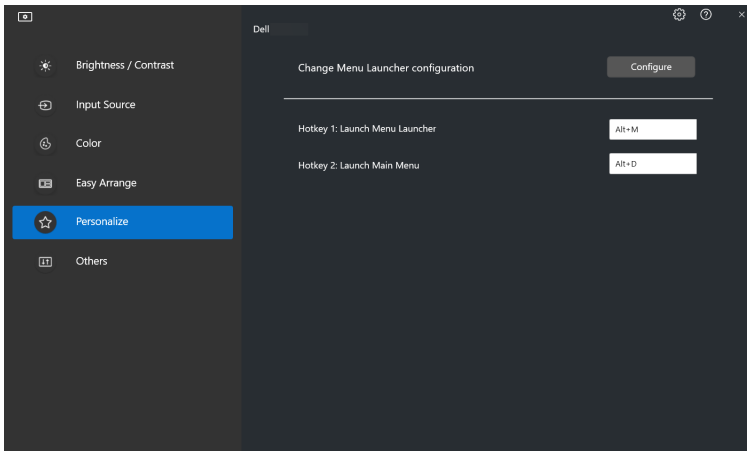 Dell
Brightness / Contrast
Input Source
Color
Easy Arrange
Personalize
Others
Change Menu Launcher configuration
Configure
Hotkey 1: Launch Menu Launcher
Alt+M
Hotkey 2: Launch Main Menu
Alt+D